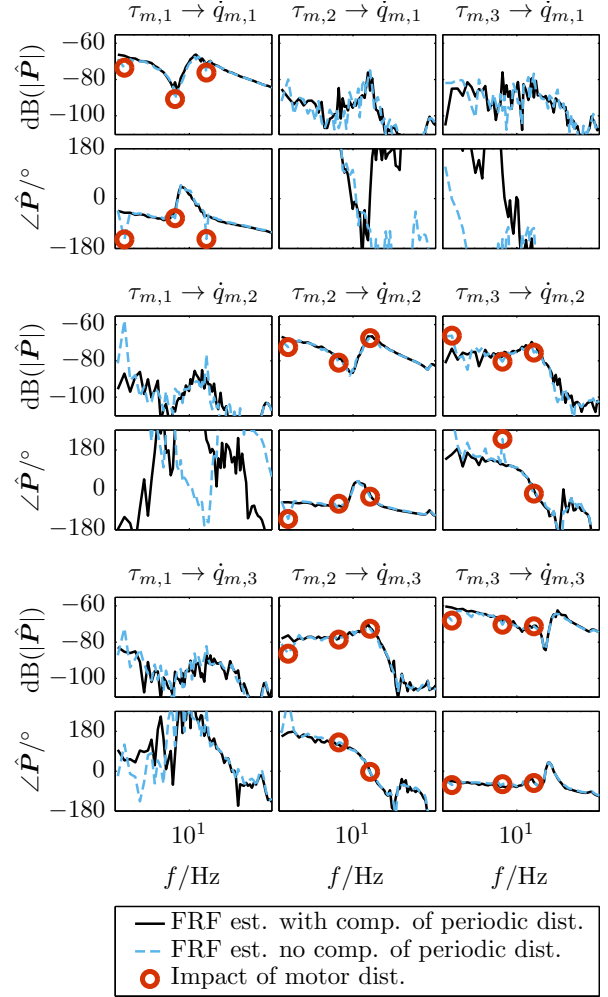 τm,1 → q̇m,1 τm,2 → q̇m,1 τm,3 → q̇m,1
dB(|P̂|)
−60
−80
−100
∠P̂/°
180
0
−180
τm,1 → q̇m,2 τm,2 → q̇m,2 τm,3 → q̇m,2
dB(|P̂|)
−60
−80
−100
∠P̂/°
180
0
−180
τm,1 → q̇m,3 τm,2 → q̇m,3 τm,3 → q̇m,3
dB(|P̂|)
−60
−80
−100
∠P̂/°
180
0
−180
10¹ 10¹ 10¹
f/Hz f/Hz f/Hz
FRF est. with comp. of periodic dist.
FRF est. no comp. of periodic dist.
Impact of motor dist.